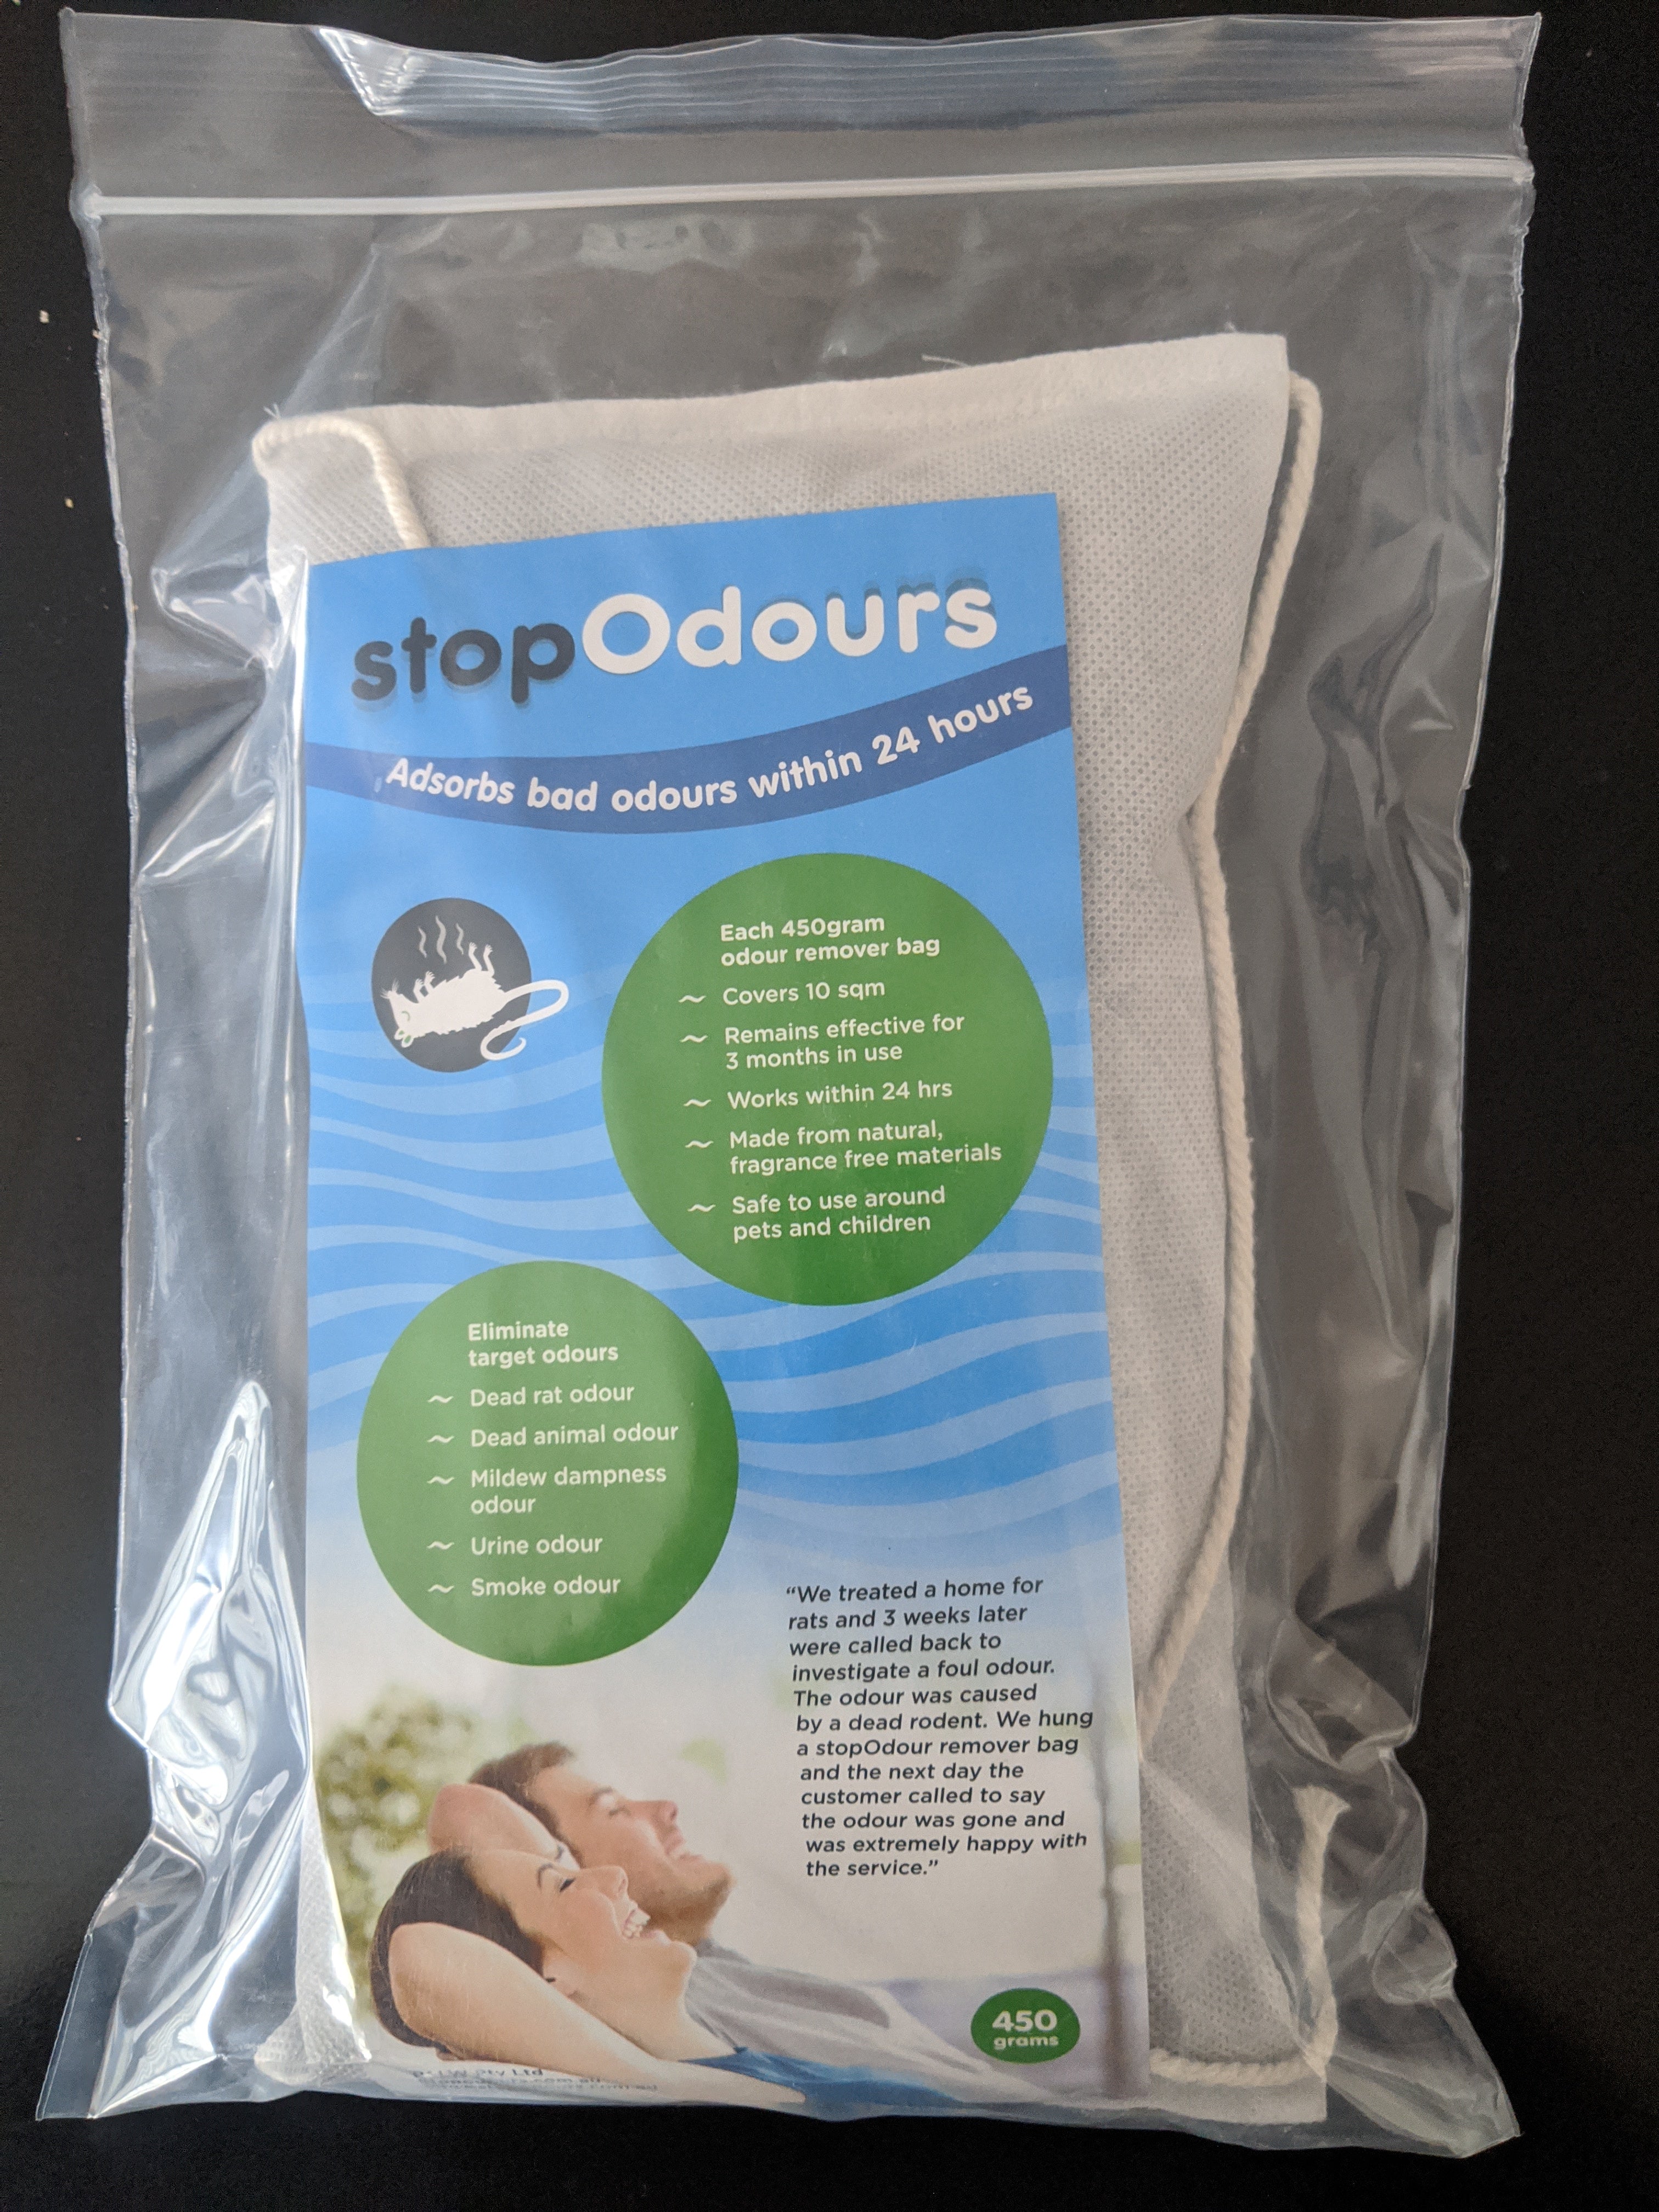 stopOdours
Adsorbs bad odours within 24 hours
Each 450gram
odour remover bag
~ Covers 10 sqm
~ Remains effective for
3 months in use
~ Works within 24 hrs
~ Made from natural,
fragrance free materials
~ Safe to use around
pets and children
Eliminate
target odours
~ Dead rat odour
~ Dead animal odour
~ Mildew dampness
odour
~ Urine odour
~ Smoke odour
“We treated a home for
rats and 3 weeks later
were called back to
investigate a foul odour.
The odour was caused
by a dead rodent. We hung
a stopOdour remover bag
and the next day the
customer called to say
the odour was gone and
was extremely happy with
the service.”
450
grams
Pty Ltd